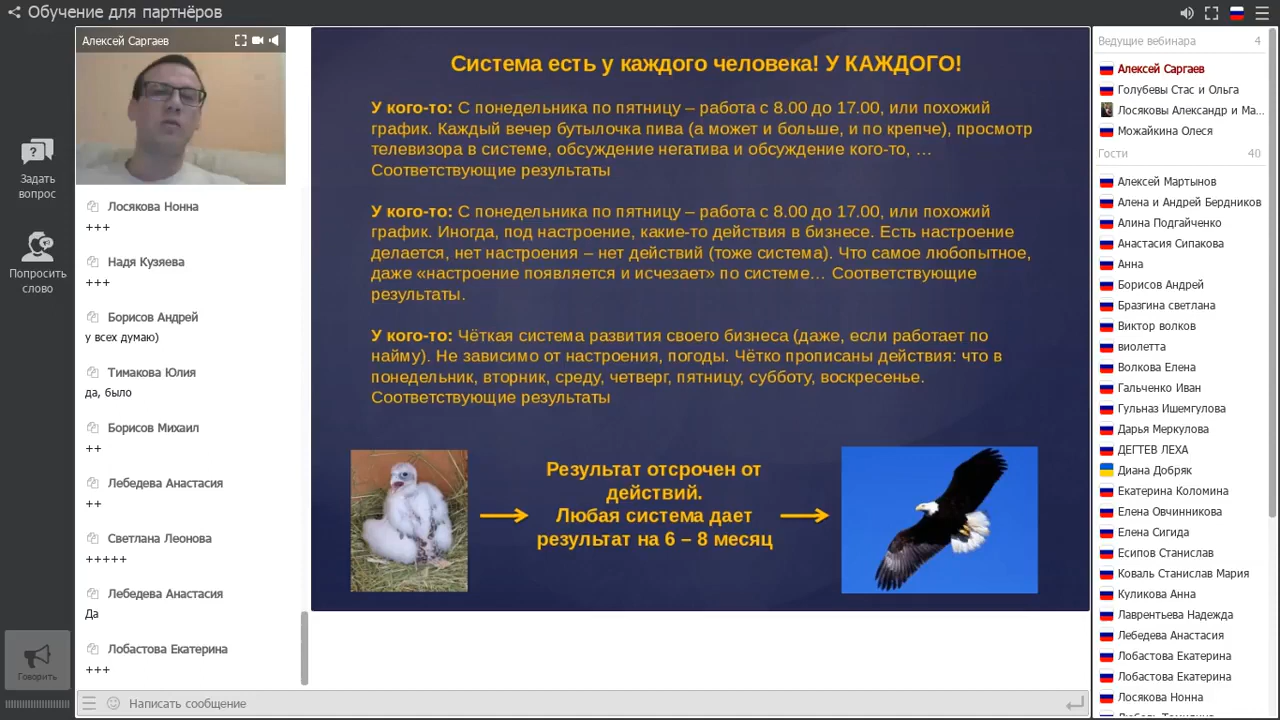 Обучение для партнёров
Алексей Саргаев
Задать
вопрос
Попросить
слово
Говорить
Лосякова Нонна
+++
Надя Кузяева
+++
Борисов Андрей
у всех думаю)
Тимакова Юлия
да, было
Борисов Михаил
++
Лебедева Анастасия
++
Светлана Леонова
+++++
Лебедева Анастасия
Да
Лобастова Екатерина
+++
Написать сообщение
Система есть у каждого человека! У КАЖДОГО!
У кого-то: С понедельника по пятницу – работа с 8.00 до 17.00, или похожий
график. Каждый вечер бутылочка пива (а может и больше, и по крепче), просмотр
телевизора в системе, обсуждение негатива и обсуждение кого-то, …
Соответствующие результаты
У кого-то: С понедельника по пятницу – работа с 8.00 до 17.00, или похожий
график. Иногда, под настроение, какие-то действия в бизнесе. Есть настроение
делается, нет настроения – нет действий (тоже система). Что самое любопытное,
даже «настроение появляется и исчезает» по системе… Соответствующие
результаты.
У кого-то: Чёткая система развития своего бизнеса (даже, если работает по
найму). Не зависимо от настроения, погоды. Чётко прописаны действия: что в
понедельник, вторник, среду, четверг, пятницу, субботу, воскресенье.
Соответствующие результаты
Результат отсрочен от
действий.
Любая система дает
результат на 6 – 8 месяц
Ведущие вебинара 4
Алексей Саргаев
Голубевы Стас и Ольга
Лосяковы Александр и Ма...
Можайкина Олеся
Гости 40
Алексей Мартынов
Алена и Андрей Бердников
Алина Подгайченко
Анастасия Сипакова
Анна
Борисов Андрей
Бразгина светлана
Виктор волков
виолетта
Волкова Елена
Гальченко Иван
Гульназ Ишемгулова
Дарья Меркулова
ДЕГТЕВ ЛЕХА
Диана Добряк
Екатерина Коломина
Елена Овчинникова
Елена Сигида
Есипов Станислав
Коваль Станислав Мария
Куликова Анна
Лаврентьева Надежда
Лебедева Анастасия
Лобастова Екатерина
Лобастова Екатерина
Лосякова Нонна